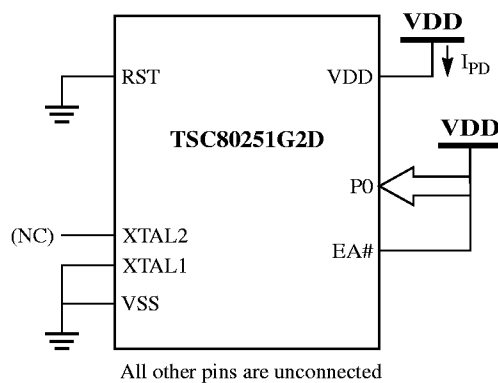 VDD
RST
VDD
I_PD
TSC80251G2D
VDD
P0
(NC)
XTAL2
EA#
XTAL1
VSS
All other pins are unconnected